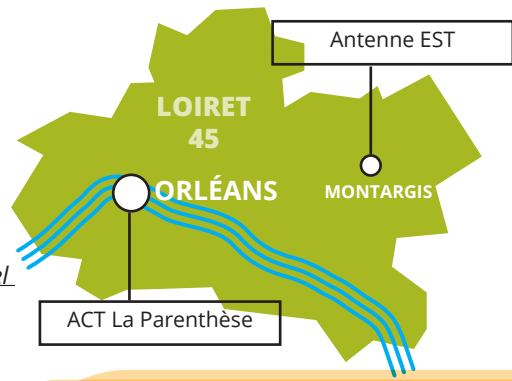 Antenne EST
LOIRET
45
ORLÉANS
MONTARGIS
ACT La Parenthèse